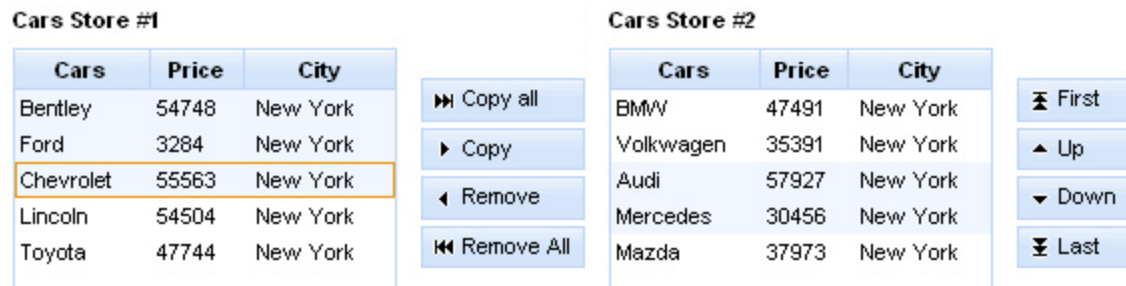 Cars Store #1 Cars Store #2
Cars Price City Cars Price City
Bentley 54748 New York Copy all BMW 47491 New York First
Ford 3284 New York Copy Volkwagen 35391 New York Up
Chevrolet 55563 New York Remove Audi 57927 New York Down
Lincoln 54504 New York Remove All Mercedes 30456 New York Last
Toyota 47744 New York Mazda 37973 New York